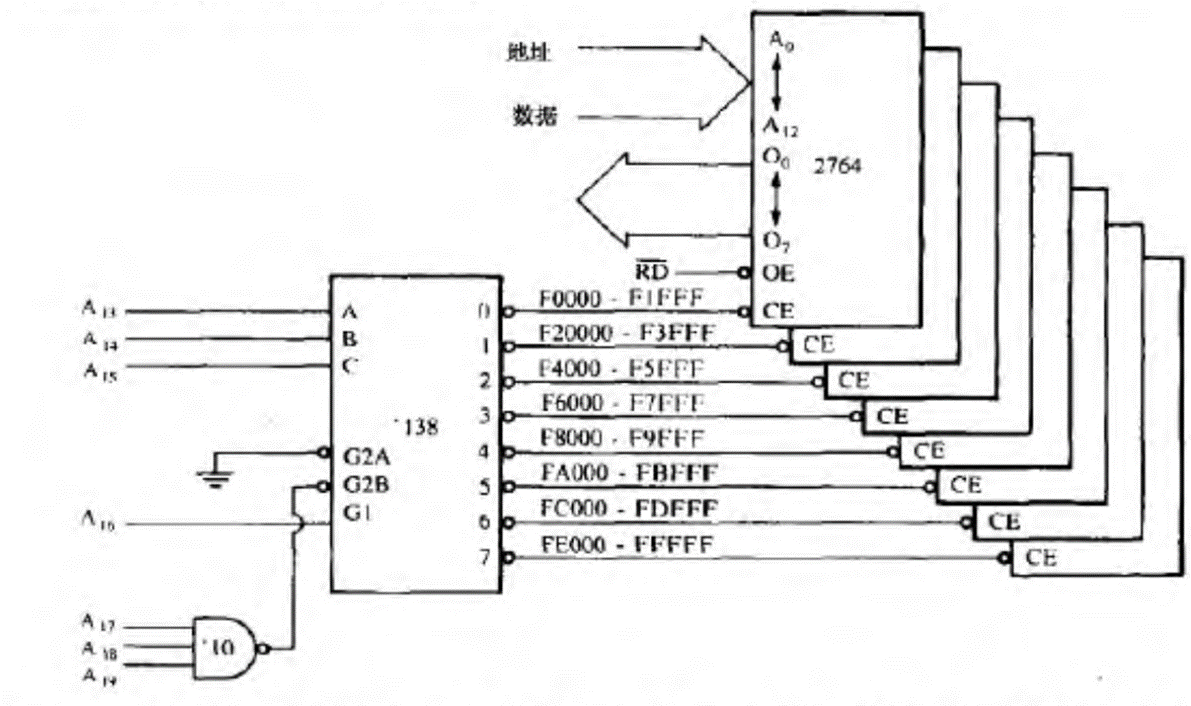 地址
数据
A0
A12
O0
2764
O7
RD
OE
CE
F0000 - F1FFF
F20000 - F3FFF
CE
F4000 - F5FFF
CE
F6000 - F7FFF
CE
F8000 - F9FFF
CE
FA000 - FBFFF
CE
FC000 - FDFFF
CE
FE000 - FFFFF
CE
A13
A14
A15
A
B
C
0
1
2
3
4
5
6
7
'138
G2A
G2B
G1
A16
A17
A18
A19
'10